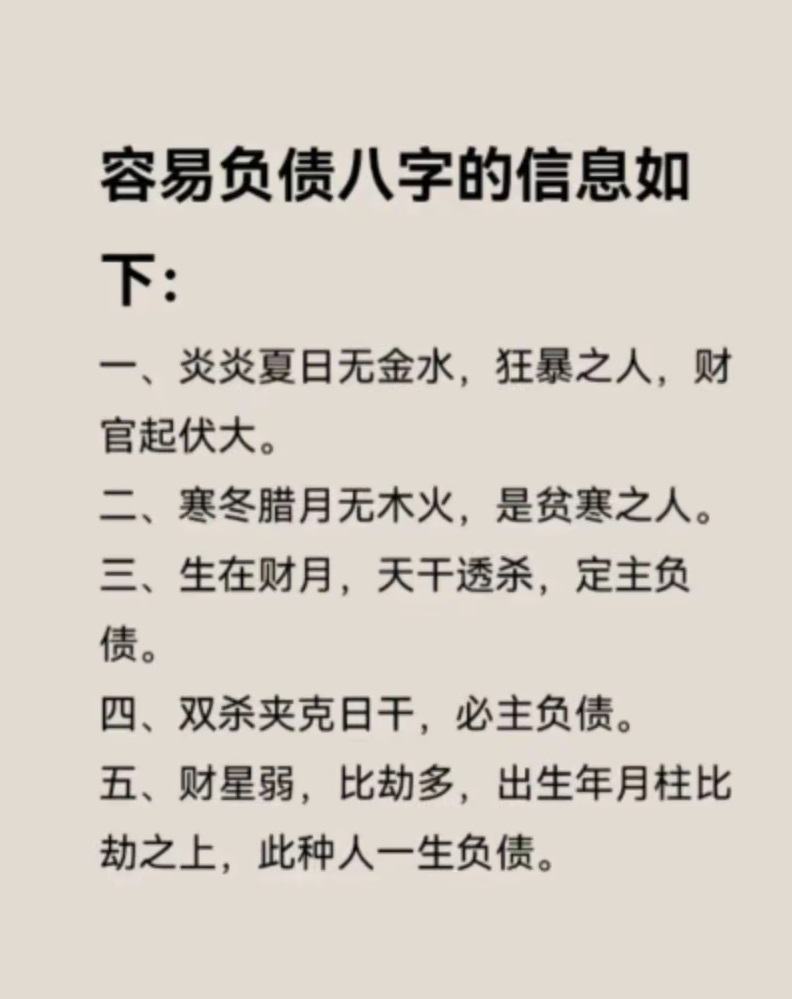 容易负债八字的信息如
下：
一、炎炎夏日无金水，狂暴之人，财
官起伏大。
二、寒冬腊月无木火，是贫寒之人。
三、生在财月，天干透杀，定主负
债。
四、双杀夹克日干，必主负债。
五、财星弱，比劫多，出生年月柱比
劫之上，此种人一生负债。